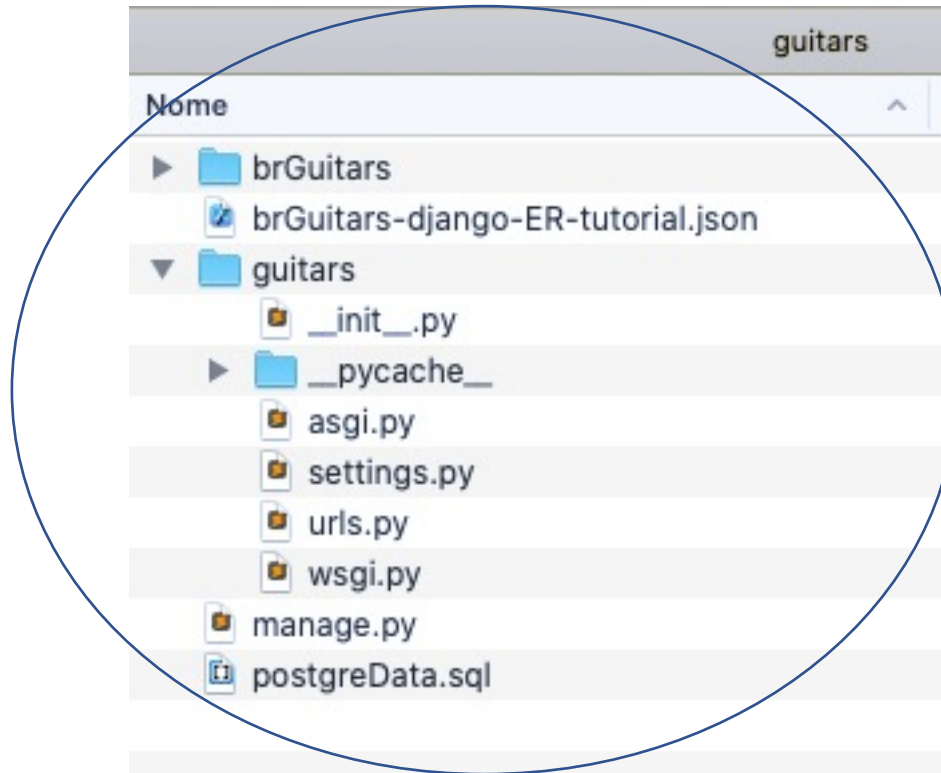 guitars
Nome
brGuitars
brGuitars-django-ER-tutorial.json
guitars
__init__.py
__pycache__
asgi.py
settings.py
urls.py
wsgi.py
manage.py
postgreData.sql